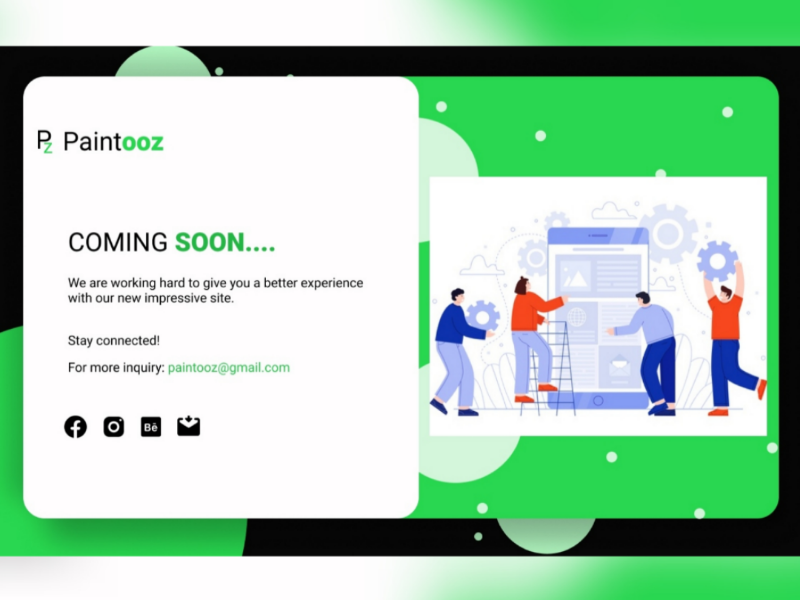 Pz Paintooz
COMING SOON....
We are working hard to give you a better experience
with our new impressive site.
Stay connected!
For more inquiry: paintooz@gmail.com
Bē